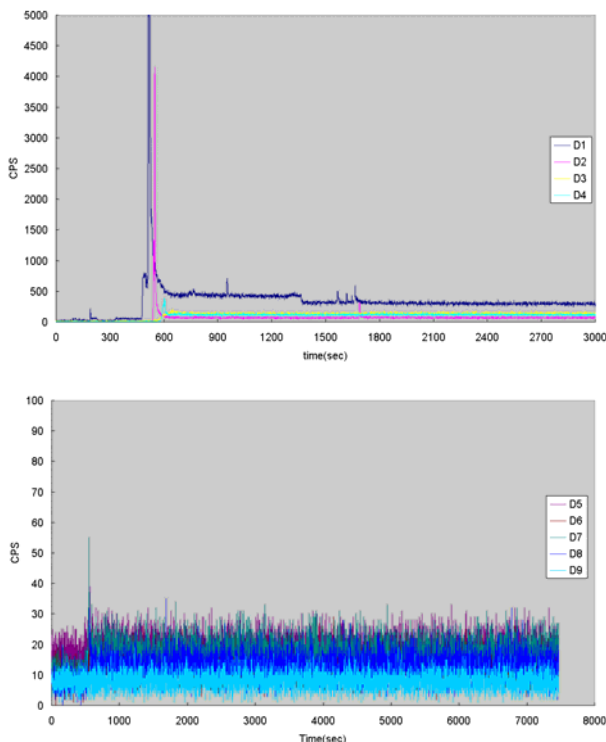 5000
4500
4000
3500
3000
2500
2000
1500
1000
500
0
CPS
0 300 600 900 1200 1500 1800 2100 2400 2700 3000
time(sec)
D1
D2
D3
D4
100
90
80
70
60
50
40
30
20
10
0
CPS
0 1000 2000 3000 4000 5000 6000 7000 8000
Time(sec)
D5
D6
D7
D8
D9